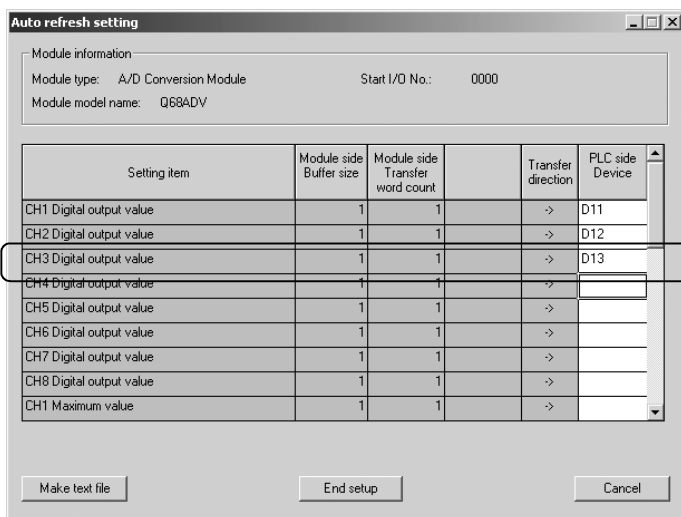 Auto refresh setting
Module information
Module type: A/D Conversion Module Start I/O No.: 0000
Module model name: Q68ADV
Setting item Module side Buffer size Module side Transfer word count Transfer direction PLC side Device
CH1 Digital output value 1 1 -> D11
CH2 Digital output value 1 1 -> D12
CH3 Digital output value 1 1 -> D13
CH4 Digital output value 1 1 ->
CH5 Digital output value 1 1 ->
CH6 Digital output value 1 1 ->
CH7 Digital output value 1 1 ->
CH8 Digital output value 1 1 ->
CH1 Maximum value 1 1 ->
Make text file End setup Cancel